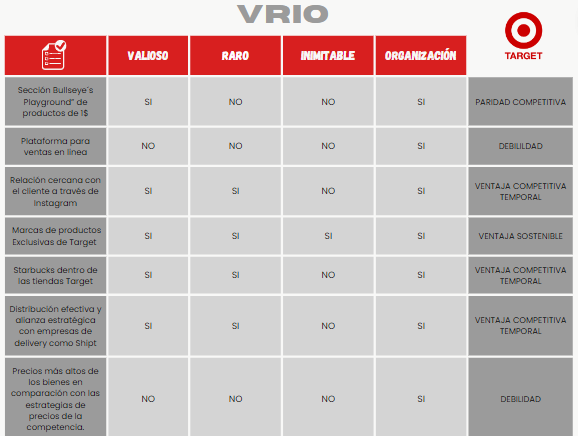 VRIO
TARGET
VALIOSO RARO INIMITABLE ORGANIZACIÓN
Sección Bullseye´s
Playground" de
productos de 1$
SI NO NO SI PARIDAD COMPETITIVA
Plataforma para
ventas en línea
NO NO NO SI DEBILILDAD
Relación cercana con
el cliente a través de
Instagram
SI SI NO SI VENTAJA COMPETITIVA
TEMPORAL
Marcas de productos
Exclusivas de Target
SI SI SI SI VENTAJA SOSTENIBLE
Starbucks dentro de
las tiendas Target
SI SI NO SI VENTAJA COMPETITIVA
TEMPORAL
Distribución efectiva y
alianza estratégica
con empresas de
delivery como Shipt
SI SI NO SI VENTAJA COMPETITIVA
TEMPORAL
Precios más altos de
los bienes en
comparación con las
estrategias de
precios de la
competencia.
NO NO NO SI DEBILIDAD